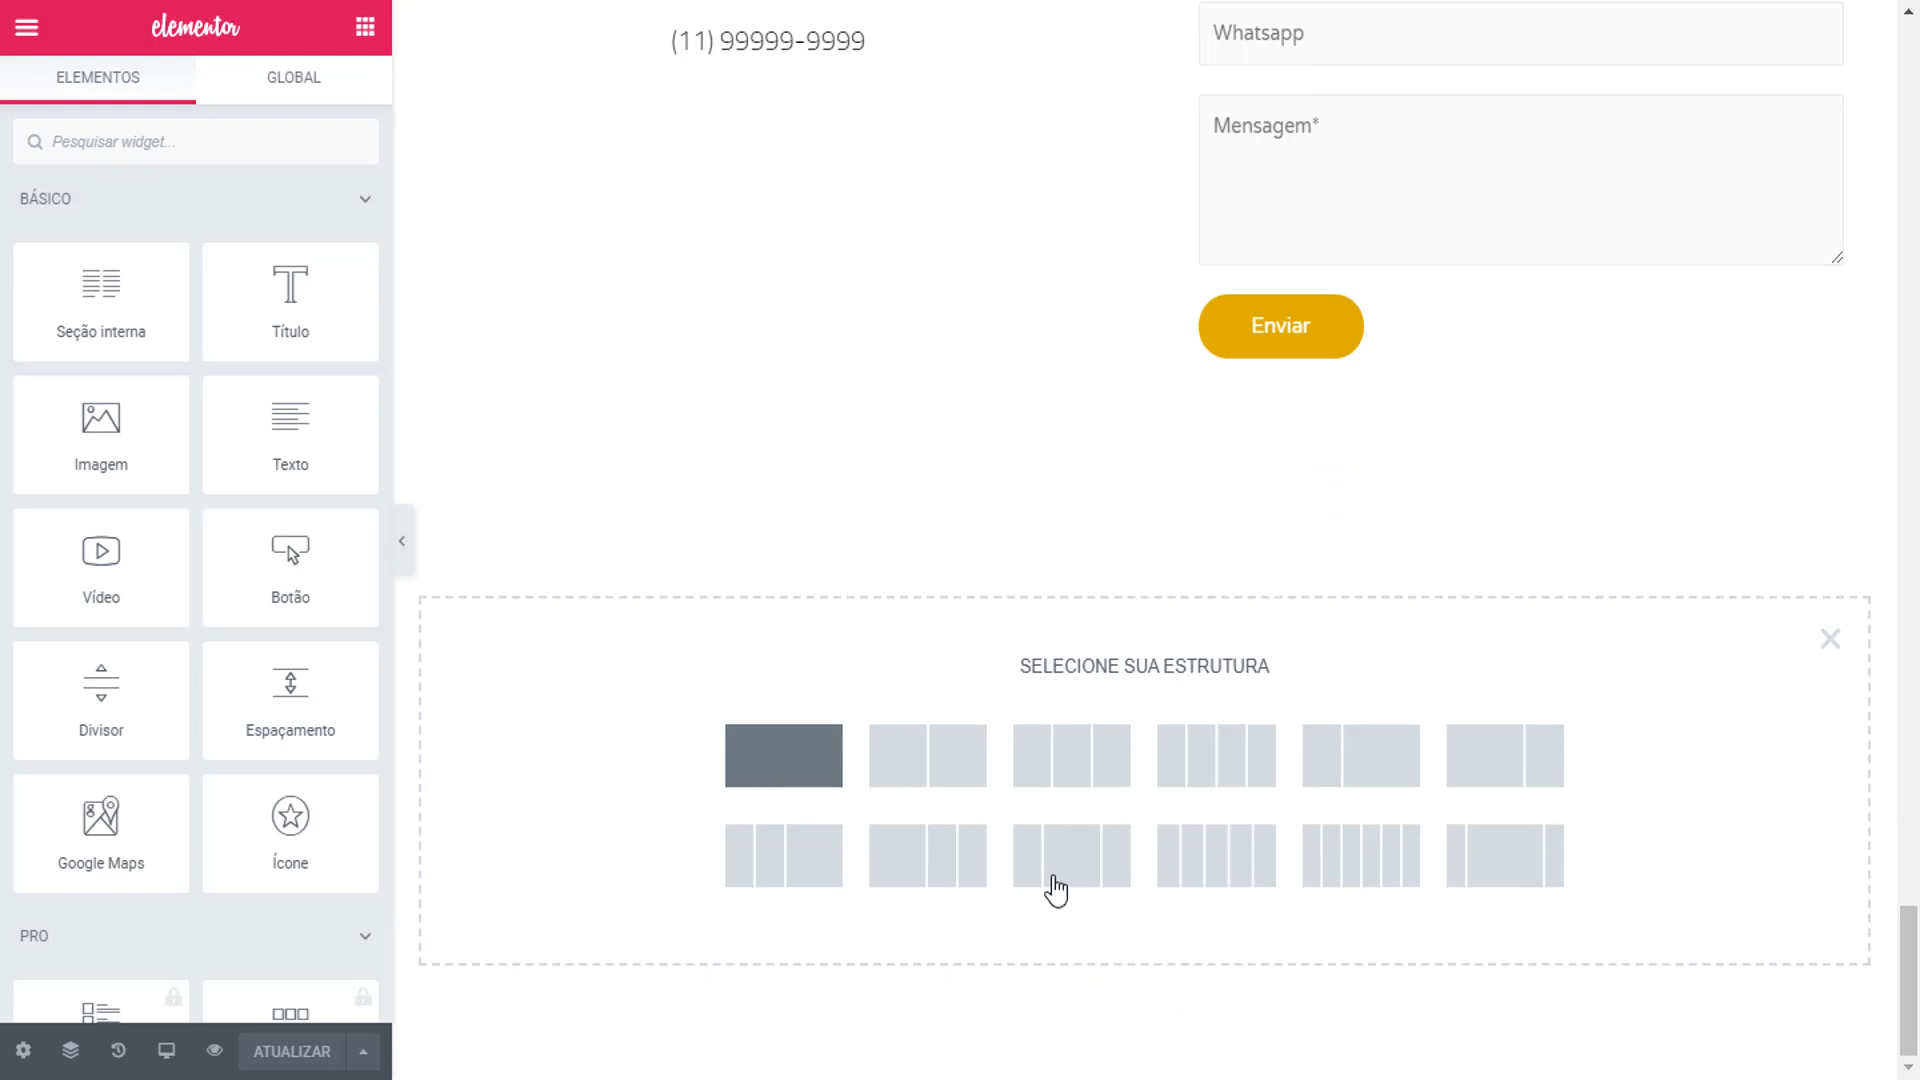 elementor
ELEMENTOS
GLOBAL
Pesquisar widget...
BÁSICO
Seção interna
Título
Imagem
Texto
Vídeo
Botão
Divisor
Espaçamento
Google Maps
Ícone
PRO
ATUALIZAR
(11) 99999-9999
Whatsapp
Mensagem*
Enviar
SELECIONE SUA ESTRUTURA